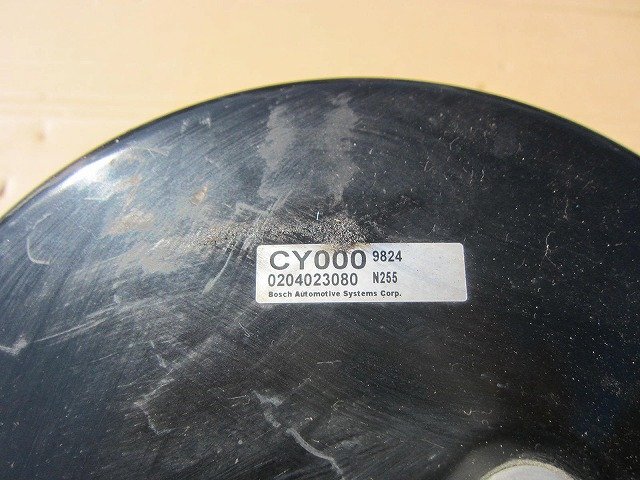 CY000 9824
0204023080 N255
Bosch Automotive Systems Corp.